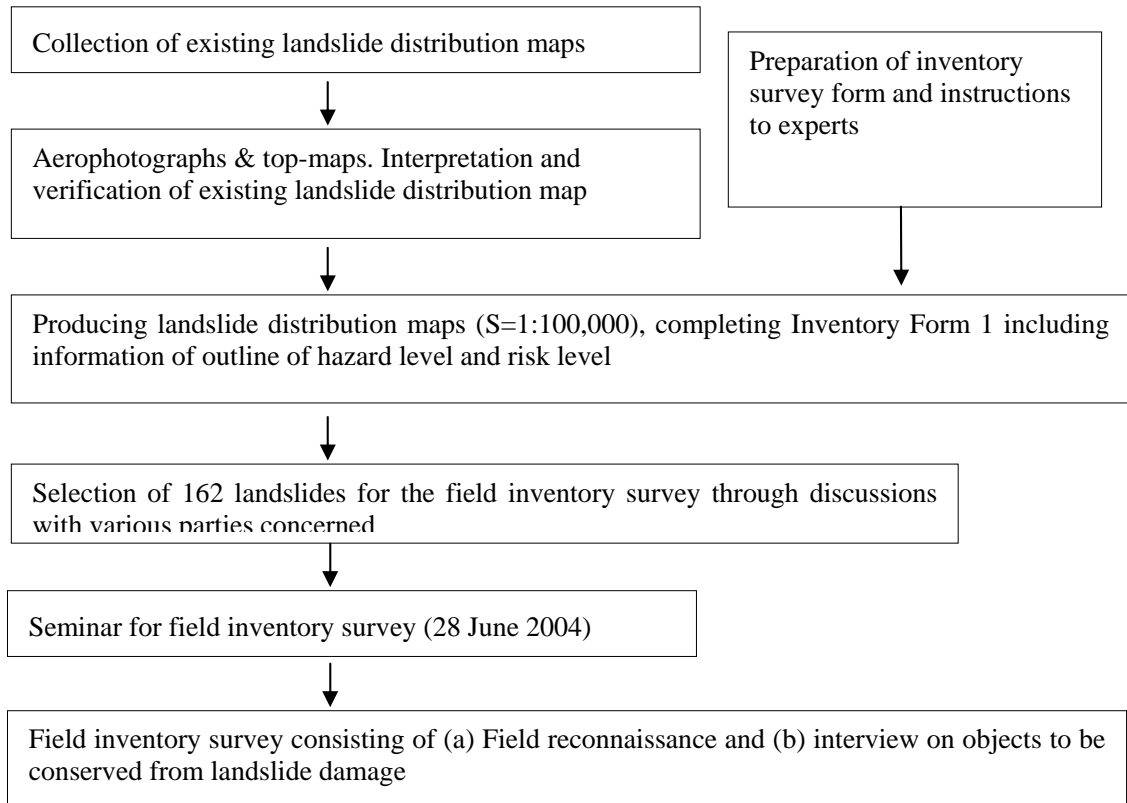 Collection of existing landslide distribution maps
Preparation of inventory
survey form and instructions
to experts
Aerophotographs & top-maps. Interpretation and
verification of existing landslide distribution map
Producing landslide distribution maps (S=1:100,000), completing Inventory Form 1 including
information of outline of hazard level and risk level
Selection of 162 landslides for the field inventory survey through discussions
with various parties concerned
Seminar for field inventory survey (28 June 2004)
Field inventory survey consisting of (a) Field reconnaissance and (b) interview on objects to be
conserved from landslide damage